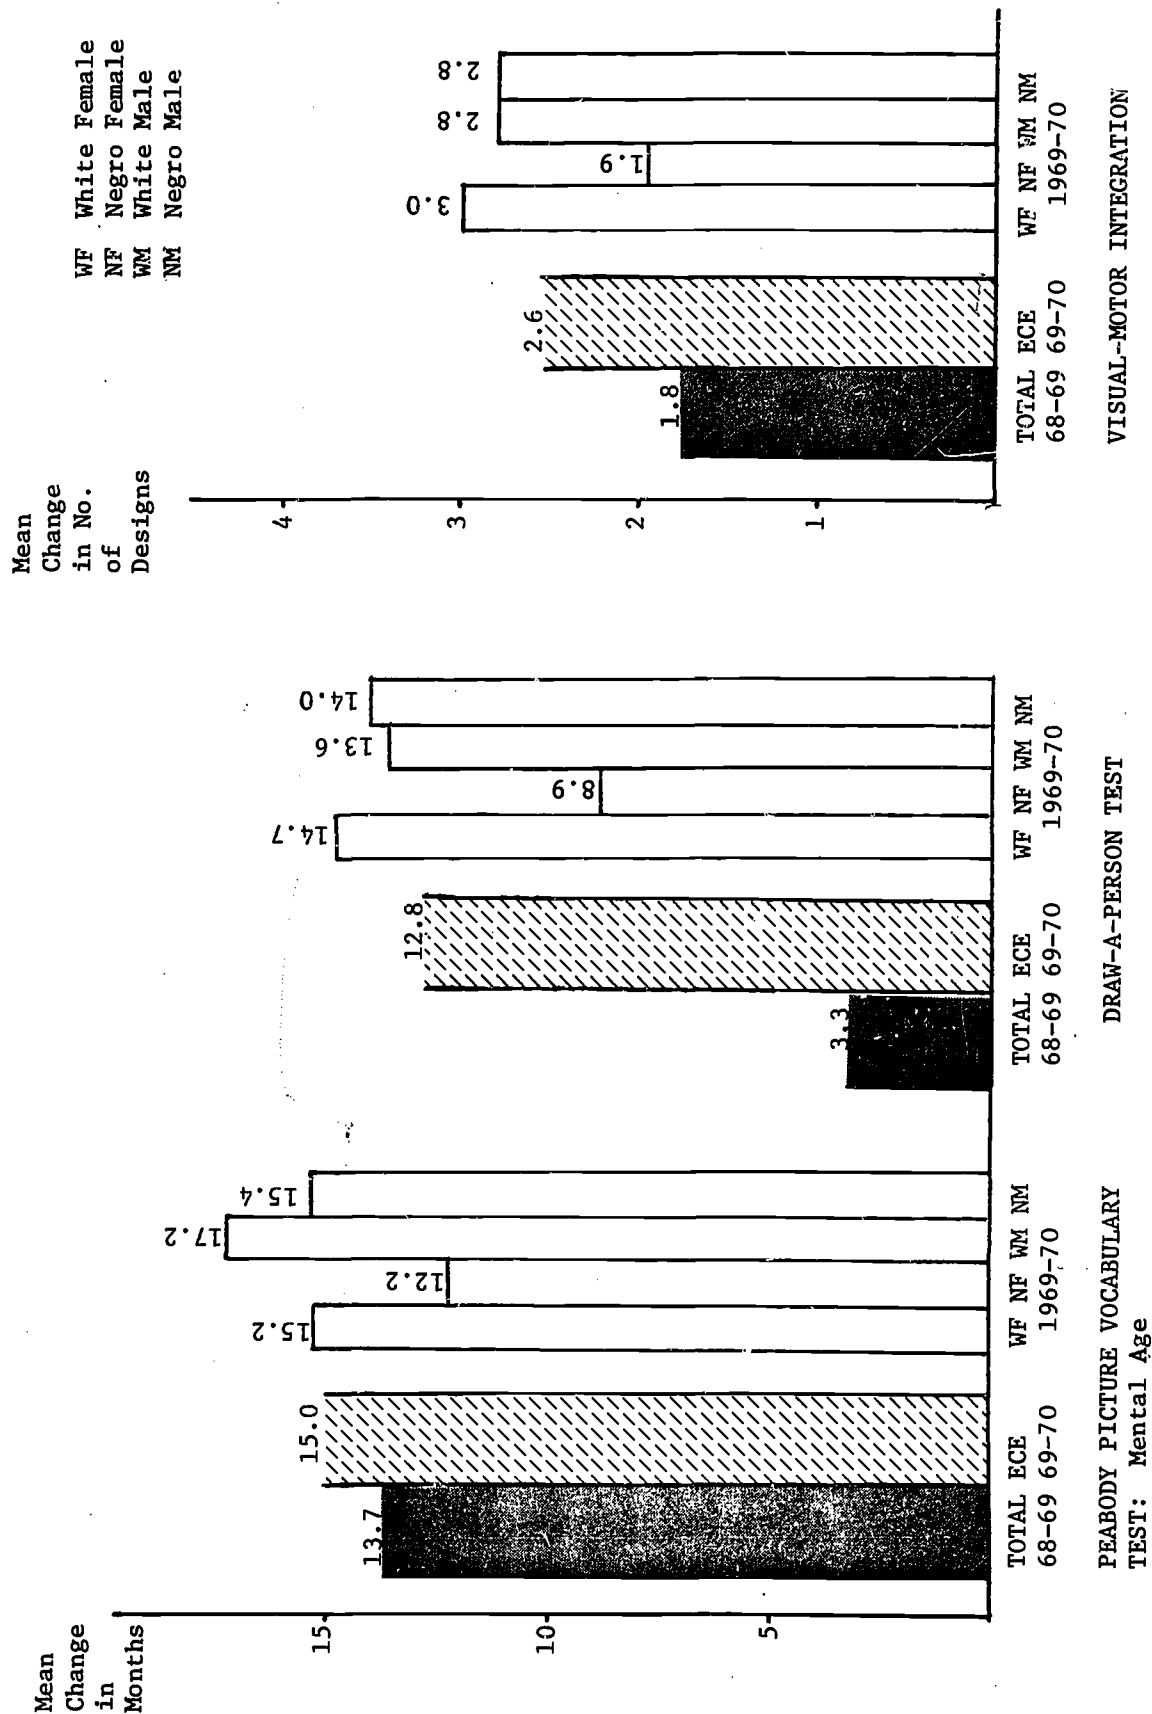 Mean
Change
in
Months
15
10
5
13.7
15.0
15.2
12.2
17.2
15.4
TOTAL ECE
68-69 69-70
WF NF WM NM
1969-70
PEABODY PICTURE VOCABULARY
TEST: Mental Age
3.3
12.8
14.7
8.9
13.6
14.0
TOTAL ECE
68-69 69-70
WF NF WM NM
1969-70
DRAW-A-PERSON TEST
Mean
Change
in No.
of
Designs
4
3
2
1
WF White Female
NF Negro Female
WM White Male
NM Negro Male
1.8
2.6
3.0
1.9
2.8
2.8
TOTAL ECE
68-69 69-70
WF NF WM NM
1969-70
VISUAL-MOTOR INTEGRATION